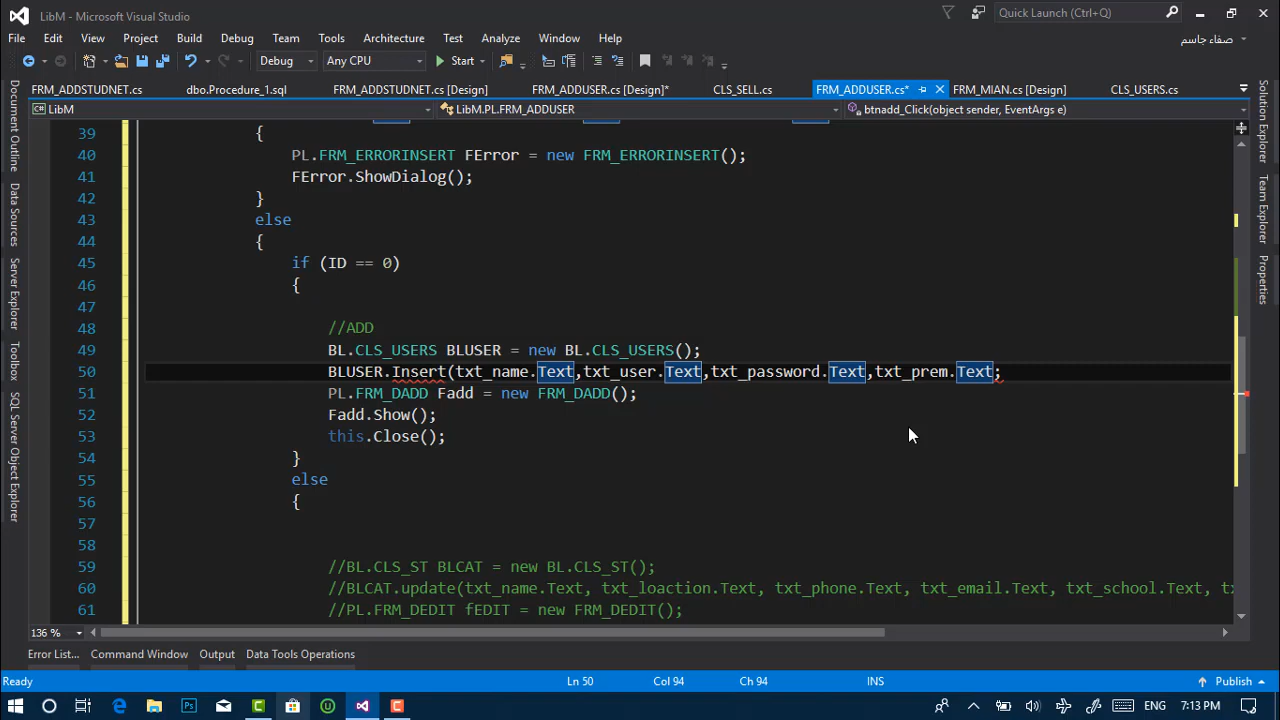 LibM - Microsoft Visual Studio
Quick Launch (Ctrl+Q)
File Edit View Project Build Debug Team Tools Architecture Test Analyze Window Help
صفاء جاسم
Debug Any CPU Start
FRM_ADDSTUDNET.cs dbo.Procedure_1.sql FRM_ADDSTUDNET.cs [Design] FRM_ADDUSER.cs [Design]* CLS_SELL.cs FRM_ADDUSER.cs* FRM_MIAN.cs [Design] CLS_USERS.cs
LibM LibM.PL.FRM_ADDUSER btnadd_Click(object sender, EventArgs e)
39 {
40 PL.FRM_ERRORINSERT FError = new FRM_ERRORINSERT();
41 FError.ShowDialog();
42 }
43 else
44 {
45 if (ID == 0)
46 {
47
48 //ADD
49 BL.CLS_USERS BLUSER = new BL.CLS_USERS();
50 BLUSER.Insert(txt_name.Text,txt_user.Text,txt_password.Text,txt_prem.Text;
51 PL.FRM_DADD Fadd = new FRM_DADD();
52 Fadd.Show();
53 this.Close();
54 }
55 else
56 {
57
58
59 //BL.CLS_ST BLCAT = new BL.CLS_ST();
60 //BLCAT.update(txt_name.Text, txt_loaction.Text, txt_phone.Text, txt_email.Text, txt_school.Text,
61 //PL.FRM_DEDIT fEDIT = new FRM_DEDIT();
Document Outline
Data Sources
Server Explorer
Toolbox
SQL Server Object Explorer
Solution Explorer
Team Explorer
Properties
136 %
Error List... Command Window Output Data Tools Operations
Ready Ln 50 Col 94 Ch 94 INS Publish
ENG 7:13 PM